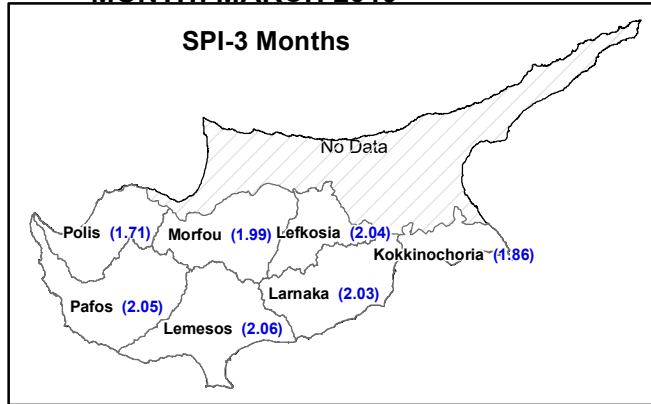 SPI-3 Months
No Data
Polis (1.71)
Morfou (1.99)
Lefkosia (2.04)
Kokkinochoria (1.86)
Pafos (2.05)
Larnaka (2.03)
Lemesos (2.06)